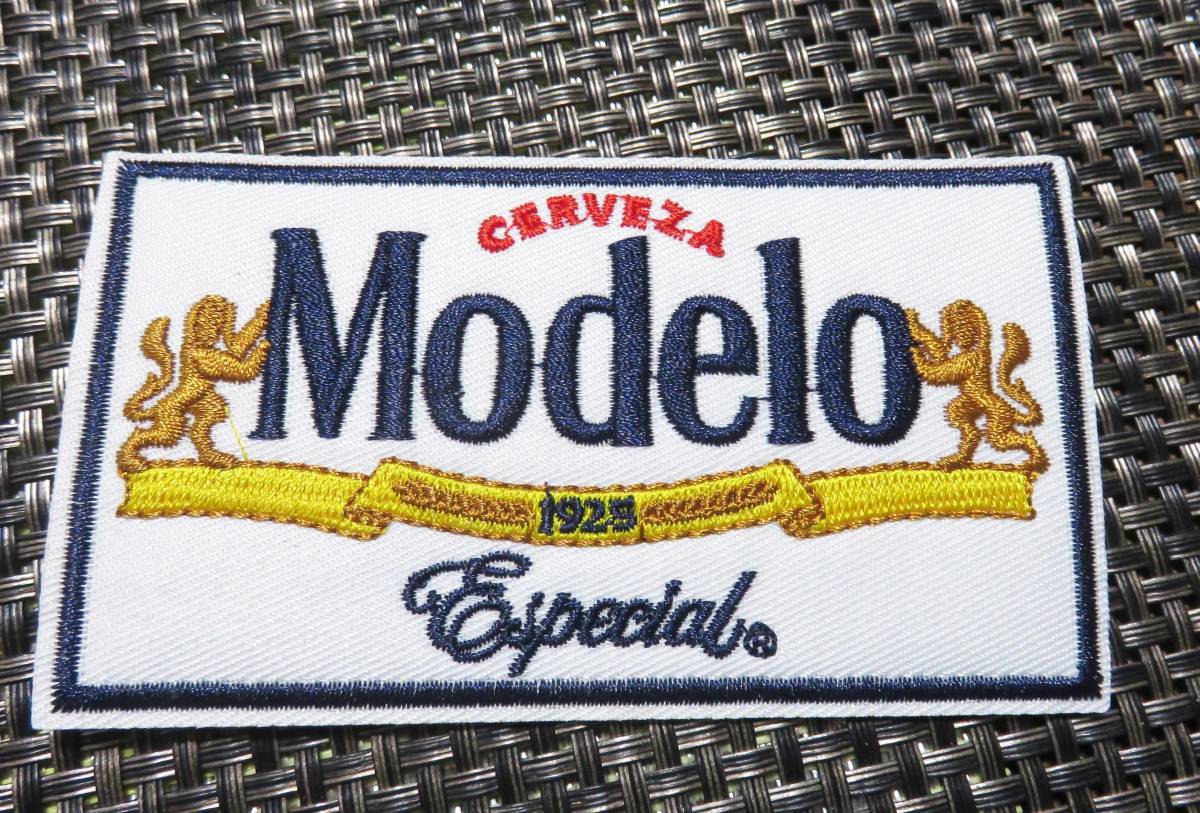 CERVEZA
Modelo
1925
Especial®